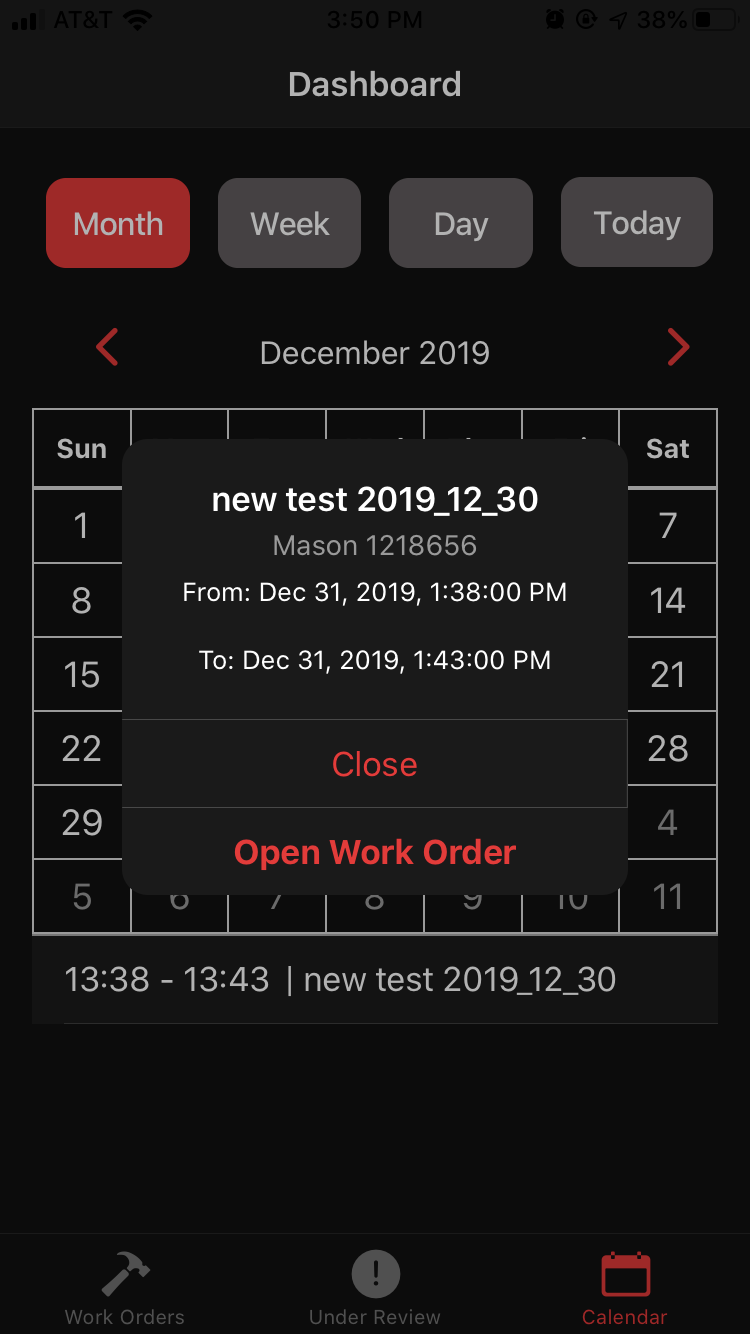 AT&T 3:50 PM 38%
Dashboard
Month Week Day Today
December 2019
Sun Sat
new test 2019_12_30
Mason 1218656
From: Dec 31, 2019, 1:38:00 PM
To: Dec 31, 2019, 1:43:00 PM
Close
Open Work Order
1 7
8 14
15 21
22 28
29 4
5 6 7 8 9 10 11
13:38 - 13:43 | new test 2019_12_30
Work Orders Under Review Calendar